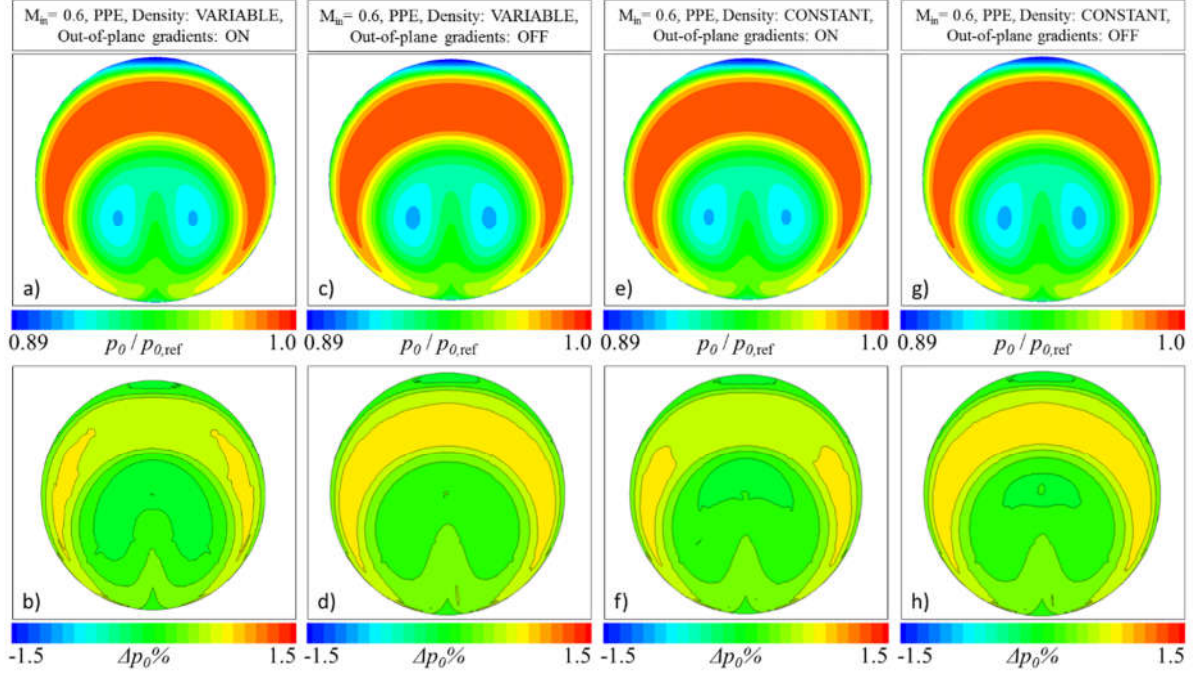 M_in= 0.6, PPE, Density: VARIABLE,
Out-of-plane gradients: ON
M_in= 0.6, PPE, Density: VARIABLE,
Out-of-plane gradients: OFF
M_in= 0.6, PPE, Density: CONSTANT,
Out-of-plane gradients: ON
M_in= 0.6, PPE, Density: CONSTANT,
Out-of-plane gradients: OFF
a)
c)
e)
g)
0.89 p_0 / p_0,ref 1.0
0.89 p_0 / p_0,ref 1.0
0.89 p_0 / p_0,ref 1.0
0.89 p_0 / p_0,ref 1.0
b)
d)
f)
h)
-1.5 Δp_0% 1.5
-1.5 Δp_0% 1.5
-1.5 Δp_0% 1.5
-1.5 Δp_0% 1.5